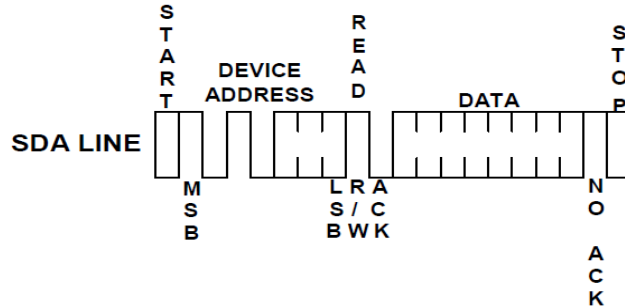 START
READ
STOP
DEVICE
ADDRESS
DATA
SDA LINE
MSB
LSB
R/W
ACK
NO ACK